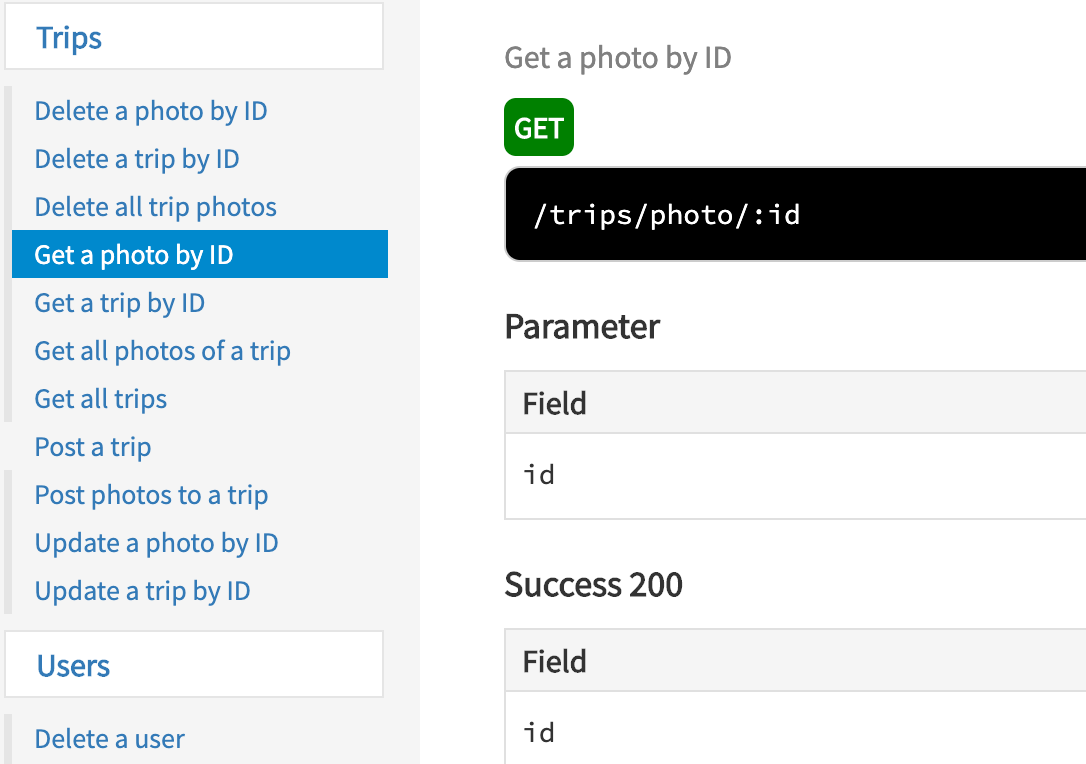 Trips
Delete a photo by ID
Delete a trip by ID
Delete all trip photos
Get a photo by ID
Get a trip by ID
Get all photos of a trip
Get all trips
Post a trip
Post photos to a trip
Update a photo by ID
Update a trip by ID
Users
Delete a user
Get a photo by ID
GET
/trips/photo/:id
Parameter
Field
id
Success 200
Field
id